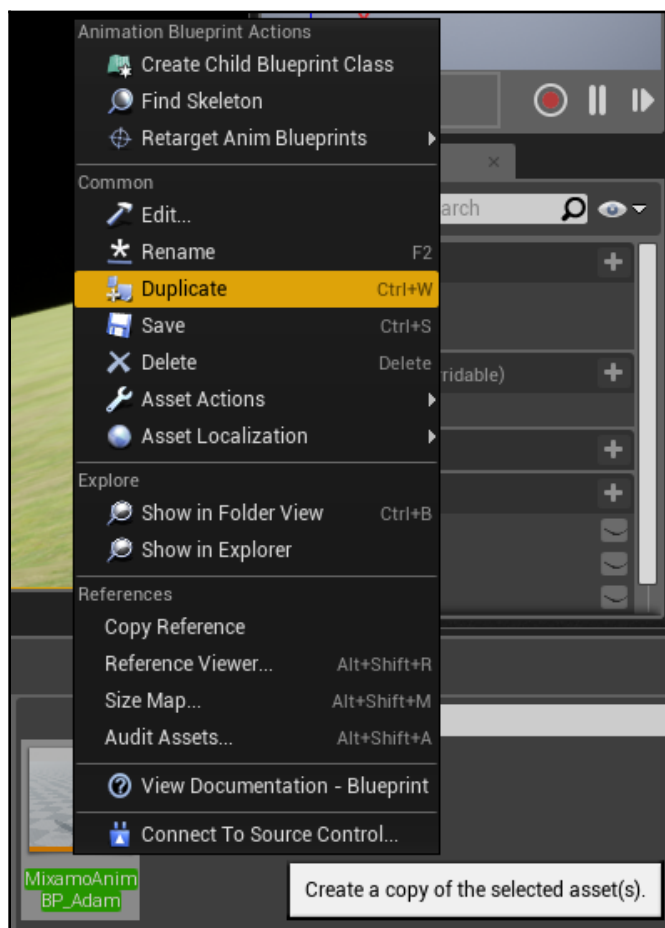 Animation Blueprint Actions
Create Child Blueprint Class
Find Skeleton
Retarget Anim Blueprints
Common
Edit...
arch
Rename F2
Duplicate Ctrl+W
Save Ctrl+S
Delete Delete
ridable)
Asset Actions
Asset Localization
Explore
Show in Folder View Ctrl+B
Show in Explorer
References
Copy Reference
Reference Viewer... Alt+Shift+R
Size Map... Alt+Shift+M
Audit Assets... Alt+Shift+A
View Documentation - Blueprint
Connect To Source Control...
MixamoAnim
BP_Adam
Create a copy of the selected asset(s).